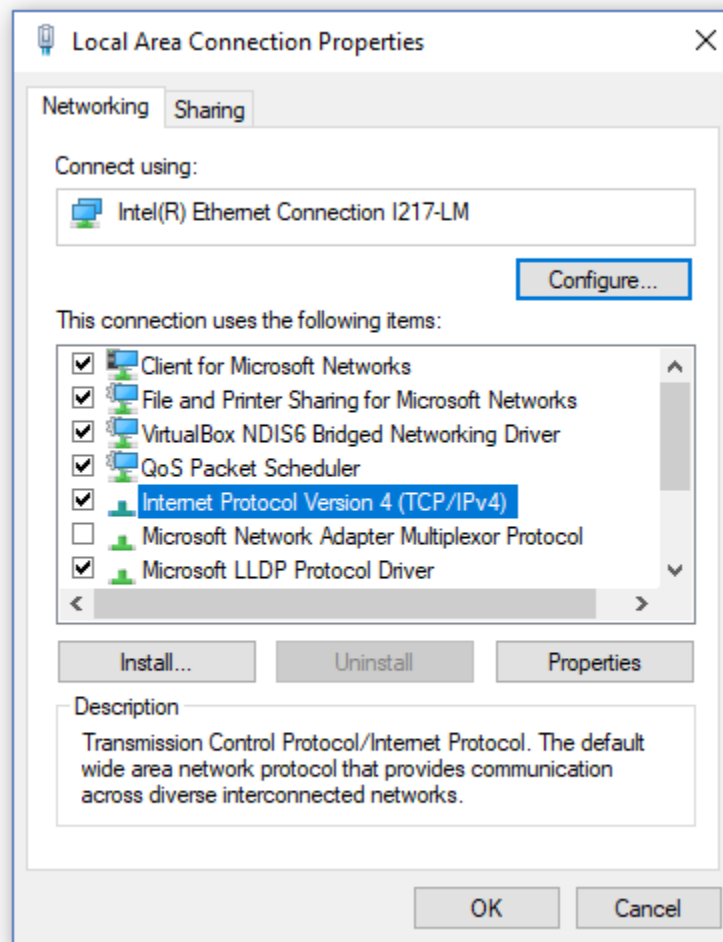 Local Area Connection Properties
Networking
Sharing
Connect using:
Intel(R) Ethernet Connection I217-LM
Configure...
This connection uses the following items:
Client for Microsoft Networks
File and Printer Sharing for Microsoft Networks
VirtualBox NDIS6 Bridged Networking Driver
QoS Packet Scheduler
Internet Protocol Version 4 (TCP/IPv4)
Microsoft Network Adapter Multiplexor Protocol
Microsoft LLDP Protocol Driver
Install...
Uninstall
Properties
Description
Transmission Control Protocol/Internet Protocol. The default
wide area network protocol that provides communication
across diverse interconnected networks.
OK
Cancel